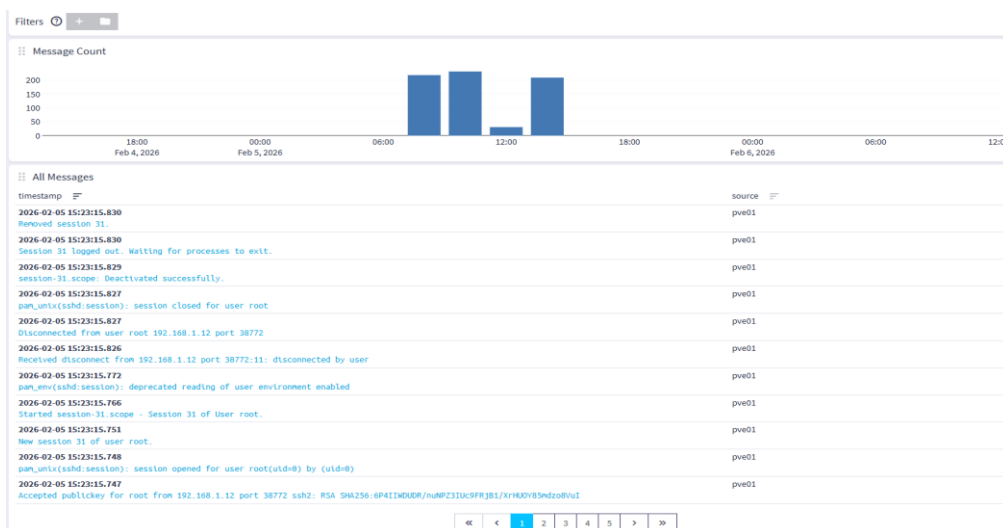 Filters
Message Count
200
150
100
50
0
18:00 00:00 06:00 12:00 18:00 00:00 06:00 12:0
Feb 4, 2026 Feb 5, 2026 Feb 6, 2026
All Messages
timestamp source
2026-02-05 15:23:15.830 pve01
Removed session 31.
2026-02-05 15:23:15.830 pve01
Session 31 logged out. Waiting for processes to exit.
2026-02-05 15:23:15.829 pve01
session-31.scope: Deactivated successfully.
2026-02-05 15:23:15.827 pve01
pam_unix(sshd:session): session closed for user root
2026-02-05 15:23:15.827 pve01
Disconnected from user root 192.168.1.12 port 38772
2026-02-05 15:23:15.826 pve01
Received disconnect from 192.168.1.12 port 38772:11: disconnected by user
2026-02-05 15:23:15.772 pve01
pam_env(sshd:session): deprecated reading of user environment enabled
2026-02-05 15:23:15.766 pve01
Started session-31.scope - Session 31 of User root.
2026-02-05 15:23:15.751 pve01
New session 31 of user root.
2026-02-05 15:23:15.748 pve01
pam_unix(sshd:session): session opened for user root(uid=0) by (uid=0)
2026-02-05 15:23:15.747 pve01
Accepted publickey for root from 192.168.1.12 port 38772 ssh2: RSA
1 2 3 4 5